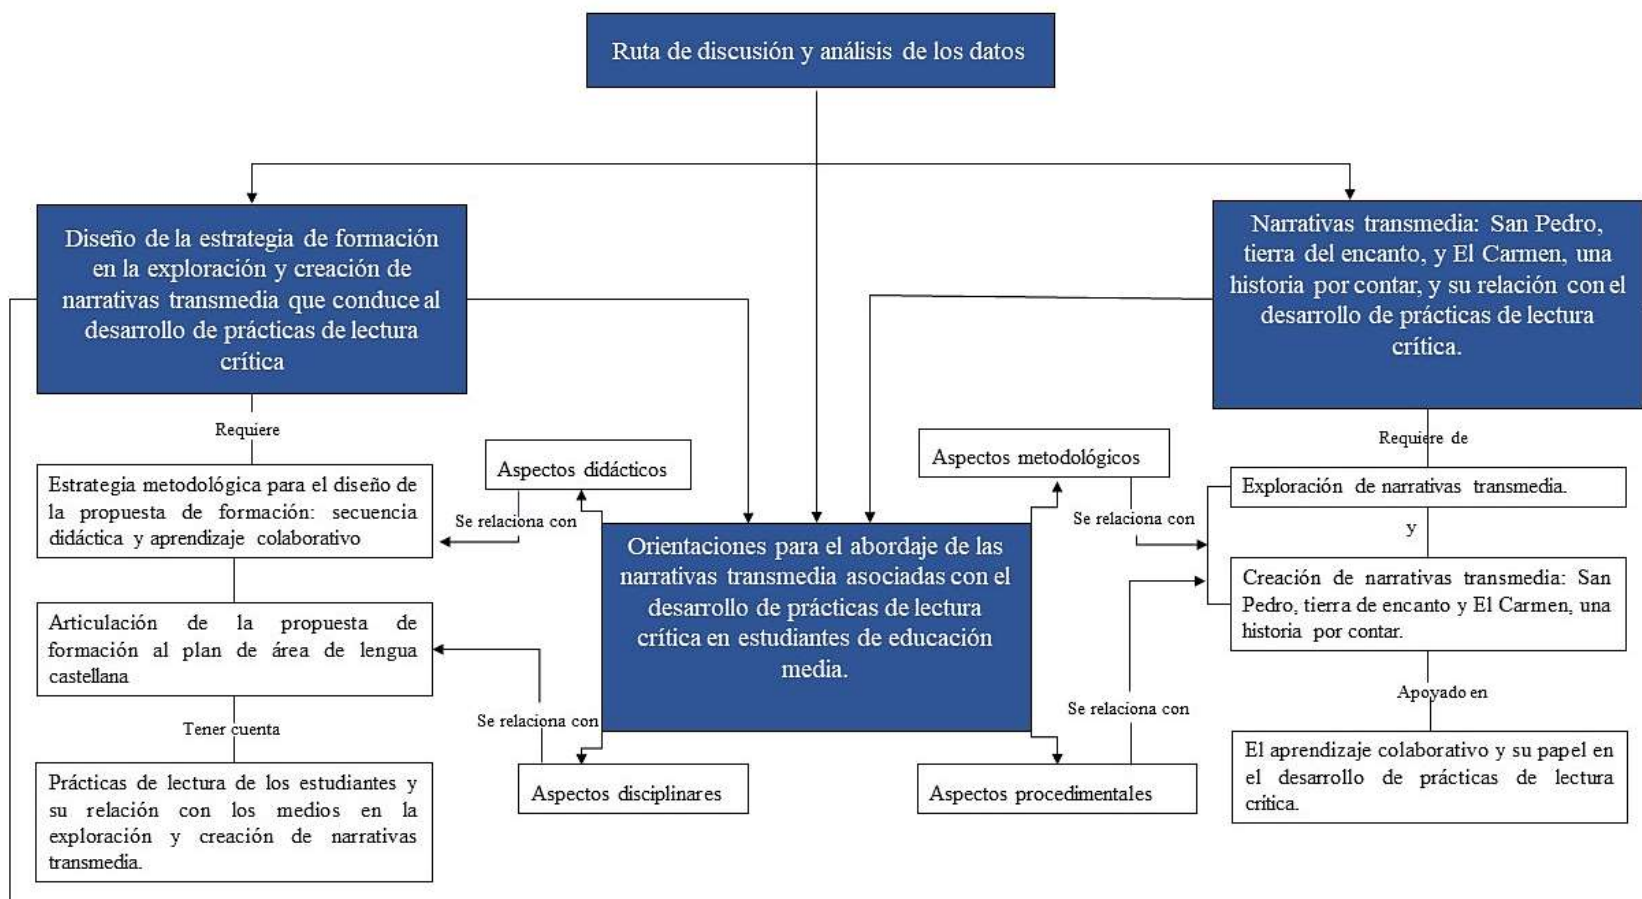 Ruta de discusión y análisis de los datos
Diseño de la estrategia de formación
en la exploración y creación de
narrativas transmedia que conduce al
desarrollo de prácticas de lectura
crítica
Narrativas transmedia: San Pedro,
tierra del encanto, y El Carmen, una
historia por contar, y su relación con el
desarrollo de prácticas de lectura
crítica.
Requiere
Estrategia metodológica para el diseño de
la propuesta de formación: secuencia
didáctica y aprendizaje colaborativo
Articulación de la propuesta de
formación al plan de área de lengua
castellana
Tener cuenta
Prácticas de lectura de los estudiantes y
su relación con los medios en la
exploración y creación de narrativas
transmedia.
Aspectos didácticos
Se relaciona con
Se relaciona con
Aspectos disciplinares
Orientaciones para el abordaje de las
narrativas transmedia asociadas con el
desarrollo de prácticas de lectura
crítica en estudiantes de educación
media.
Aspectos metodológicos
Se relaciona con
Se relaciona con
Aspectos procedimentales
Requiere de
Exploración de narrativas transmedia.
y
Creación de narrativas transmedia: San
Pedro, tierra de encanto y El Carmen, una
historia por contar.
Apoyado en
El aprendizaje colaborativo y su papel en
el desarrollo de prácticas de lectura
crítica.